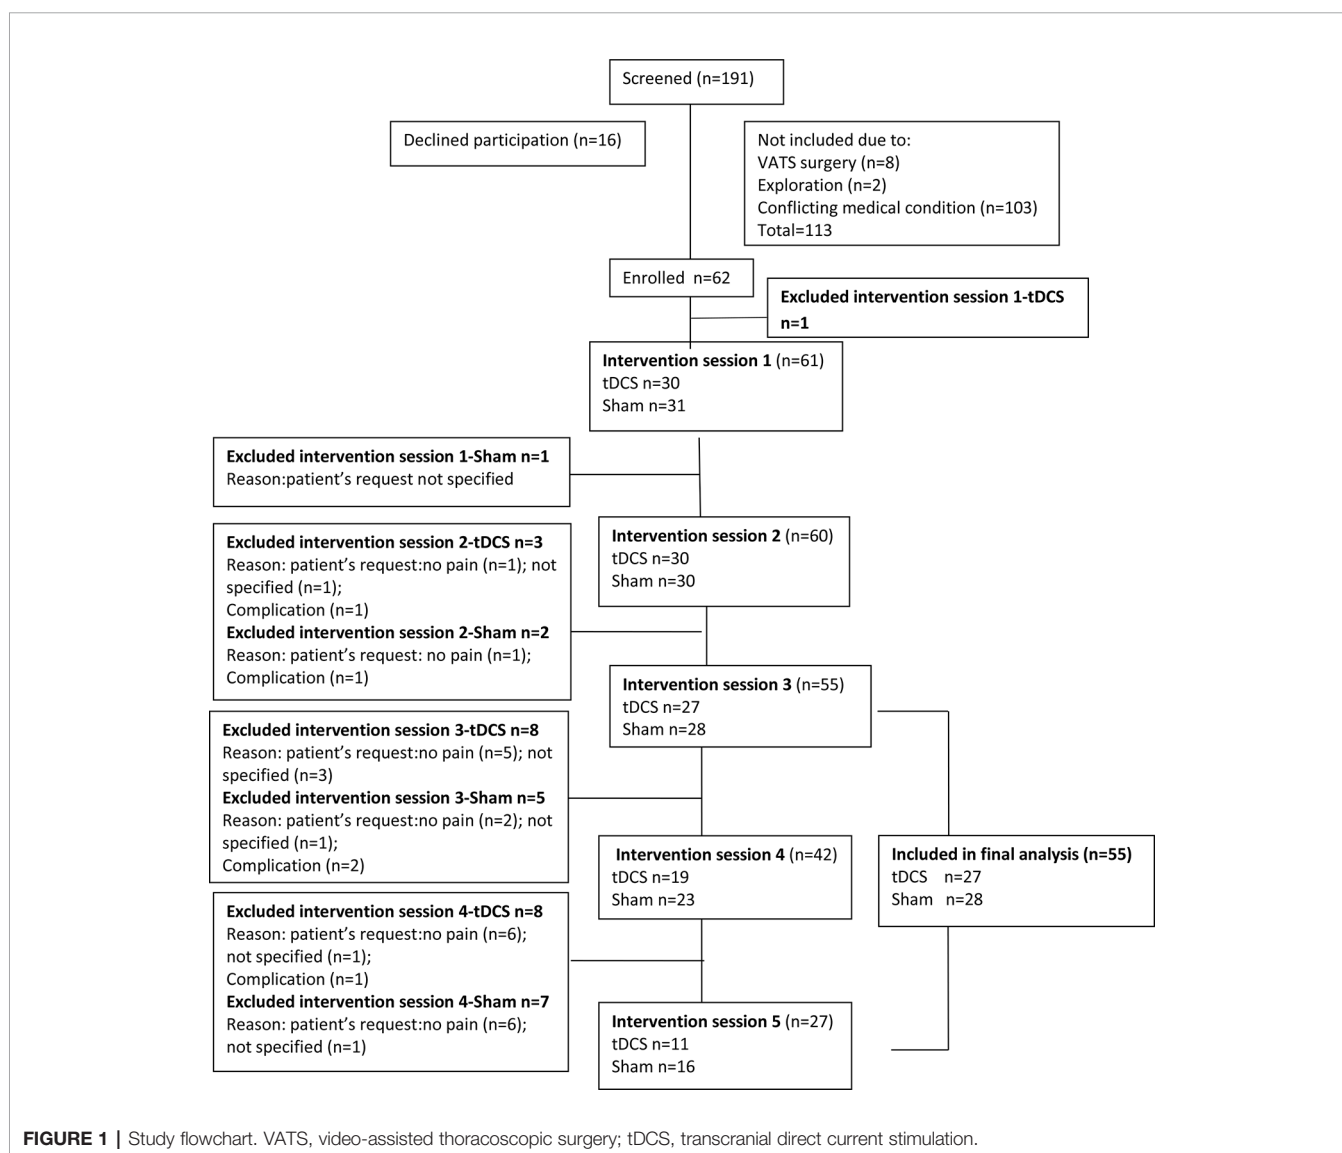 Screened (n=191)
Declined participation (n=16)
Not included due to:
VATS surgery (n=8)
Exploration (n=2)
Conflicting medical condition (n=103)
Total=113
Enrolled  n=62
Excluded intervention session 1-tDCS
n=1
Intervention session 1 (n=61)
tDCS n=30
Sham n=31
Excluded intervention session 1-Sham n=1
Reason:patient's request not specified
Intervention session 2 (n=60)
tDCS n=30
Sham n=30
Excluded intervention session 2-tDCS n=3
Reason: patient's request:no pain (n=1); not
specified (n=1);
Complication (n=1)
Excluded intervention session 2-Sham n=2
Reason: patient's request: no pain (n=1);
Complication (n=1)
Intervention session 3 (n=55)
tDCS n=27
Sham n=28
Excluded intervention session 3-tDCS n=8
Reason: patient's request:no pain (n=5); not
specified (n=3)
Excluded intervention session 3-Sham n=5
Reason: patient's request:no pain (n=2); not
specified (n=1);
Complication (n=2)
Intervention session 4 (n=42)
tDCS n=19
Sham n=23
Included in final analysis (n=55)
tDCS    n=27
Sham   n=28
Excluded intervention session 4-tDCS n=8
Reason: patient's request:no pain (n=6);
not specified (n=1);
Complication (n=1)
Excluded intervention session 4-Sham n=7
Reason: patient's request:no pain (n=6);
not specified (n=1)
Intervention session 5 (n=27)
tDCS n=11
Sham n=16
FIGURE 1 | Study flowchart. VATS, video-assisted thoracoscopic surgery; tDCS, transcranial direct current stimulation.